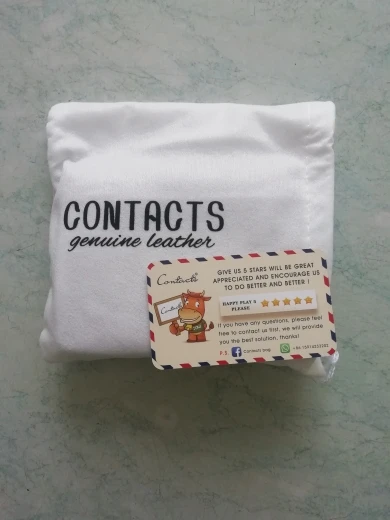 CONTACTS
genuine leather
Contact's
GIVE US 5 STARS WILL BE GREAT
APPRECIATED AND ENCOURAGE US
TO DO BETTER AND BETTER !
HAPPY PLAY 5
PLEASE
If you have any questions, please feel
free to contact us first, we will provide
you the best solution, thanks!
P.S.